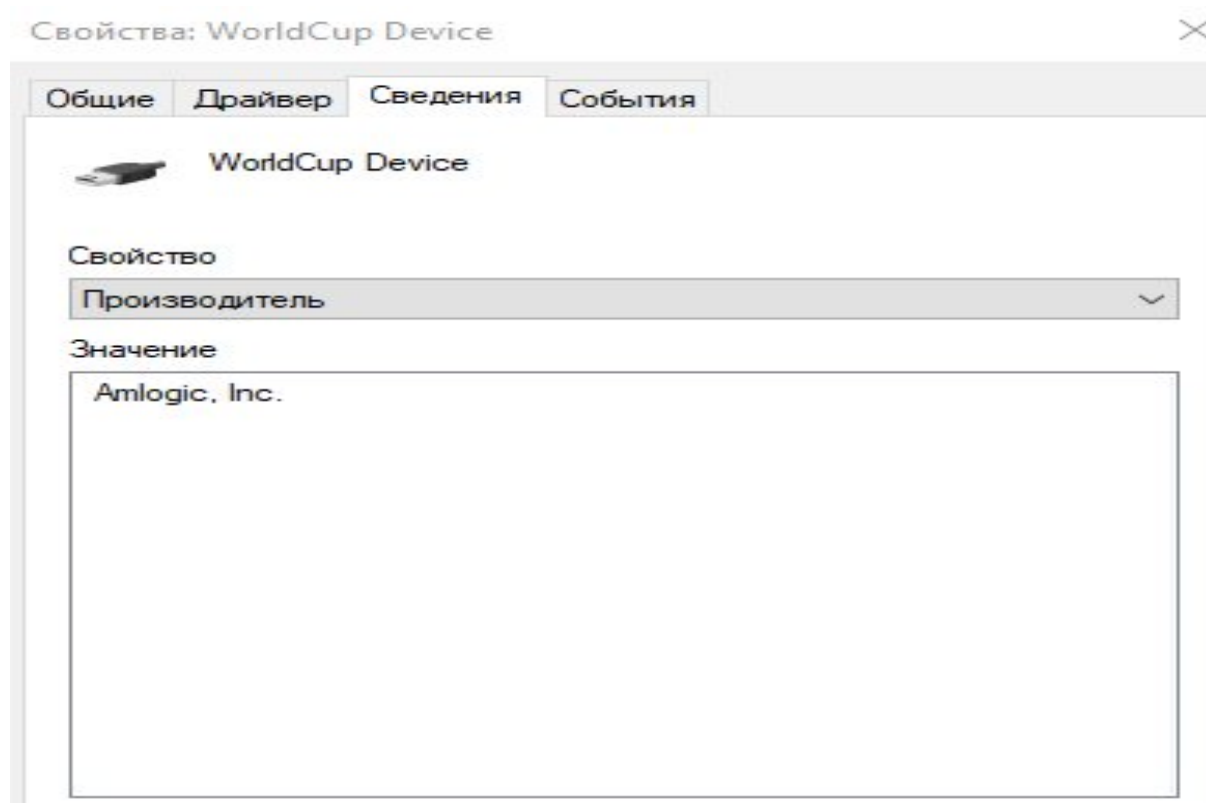 Свойства: WorldCup Device
Общие Драйвер Сведения События
WorldCup Device
Свойство
Производитель
Значение
Amlogic, Inc.